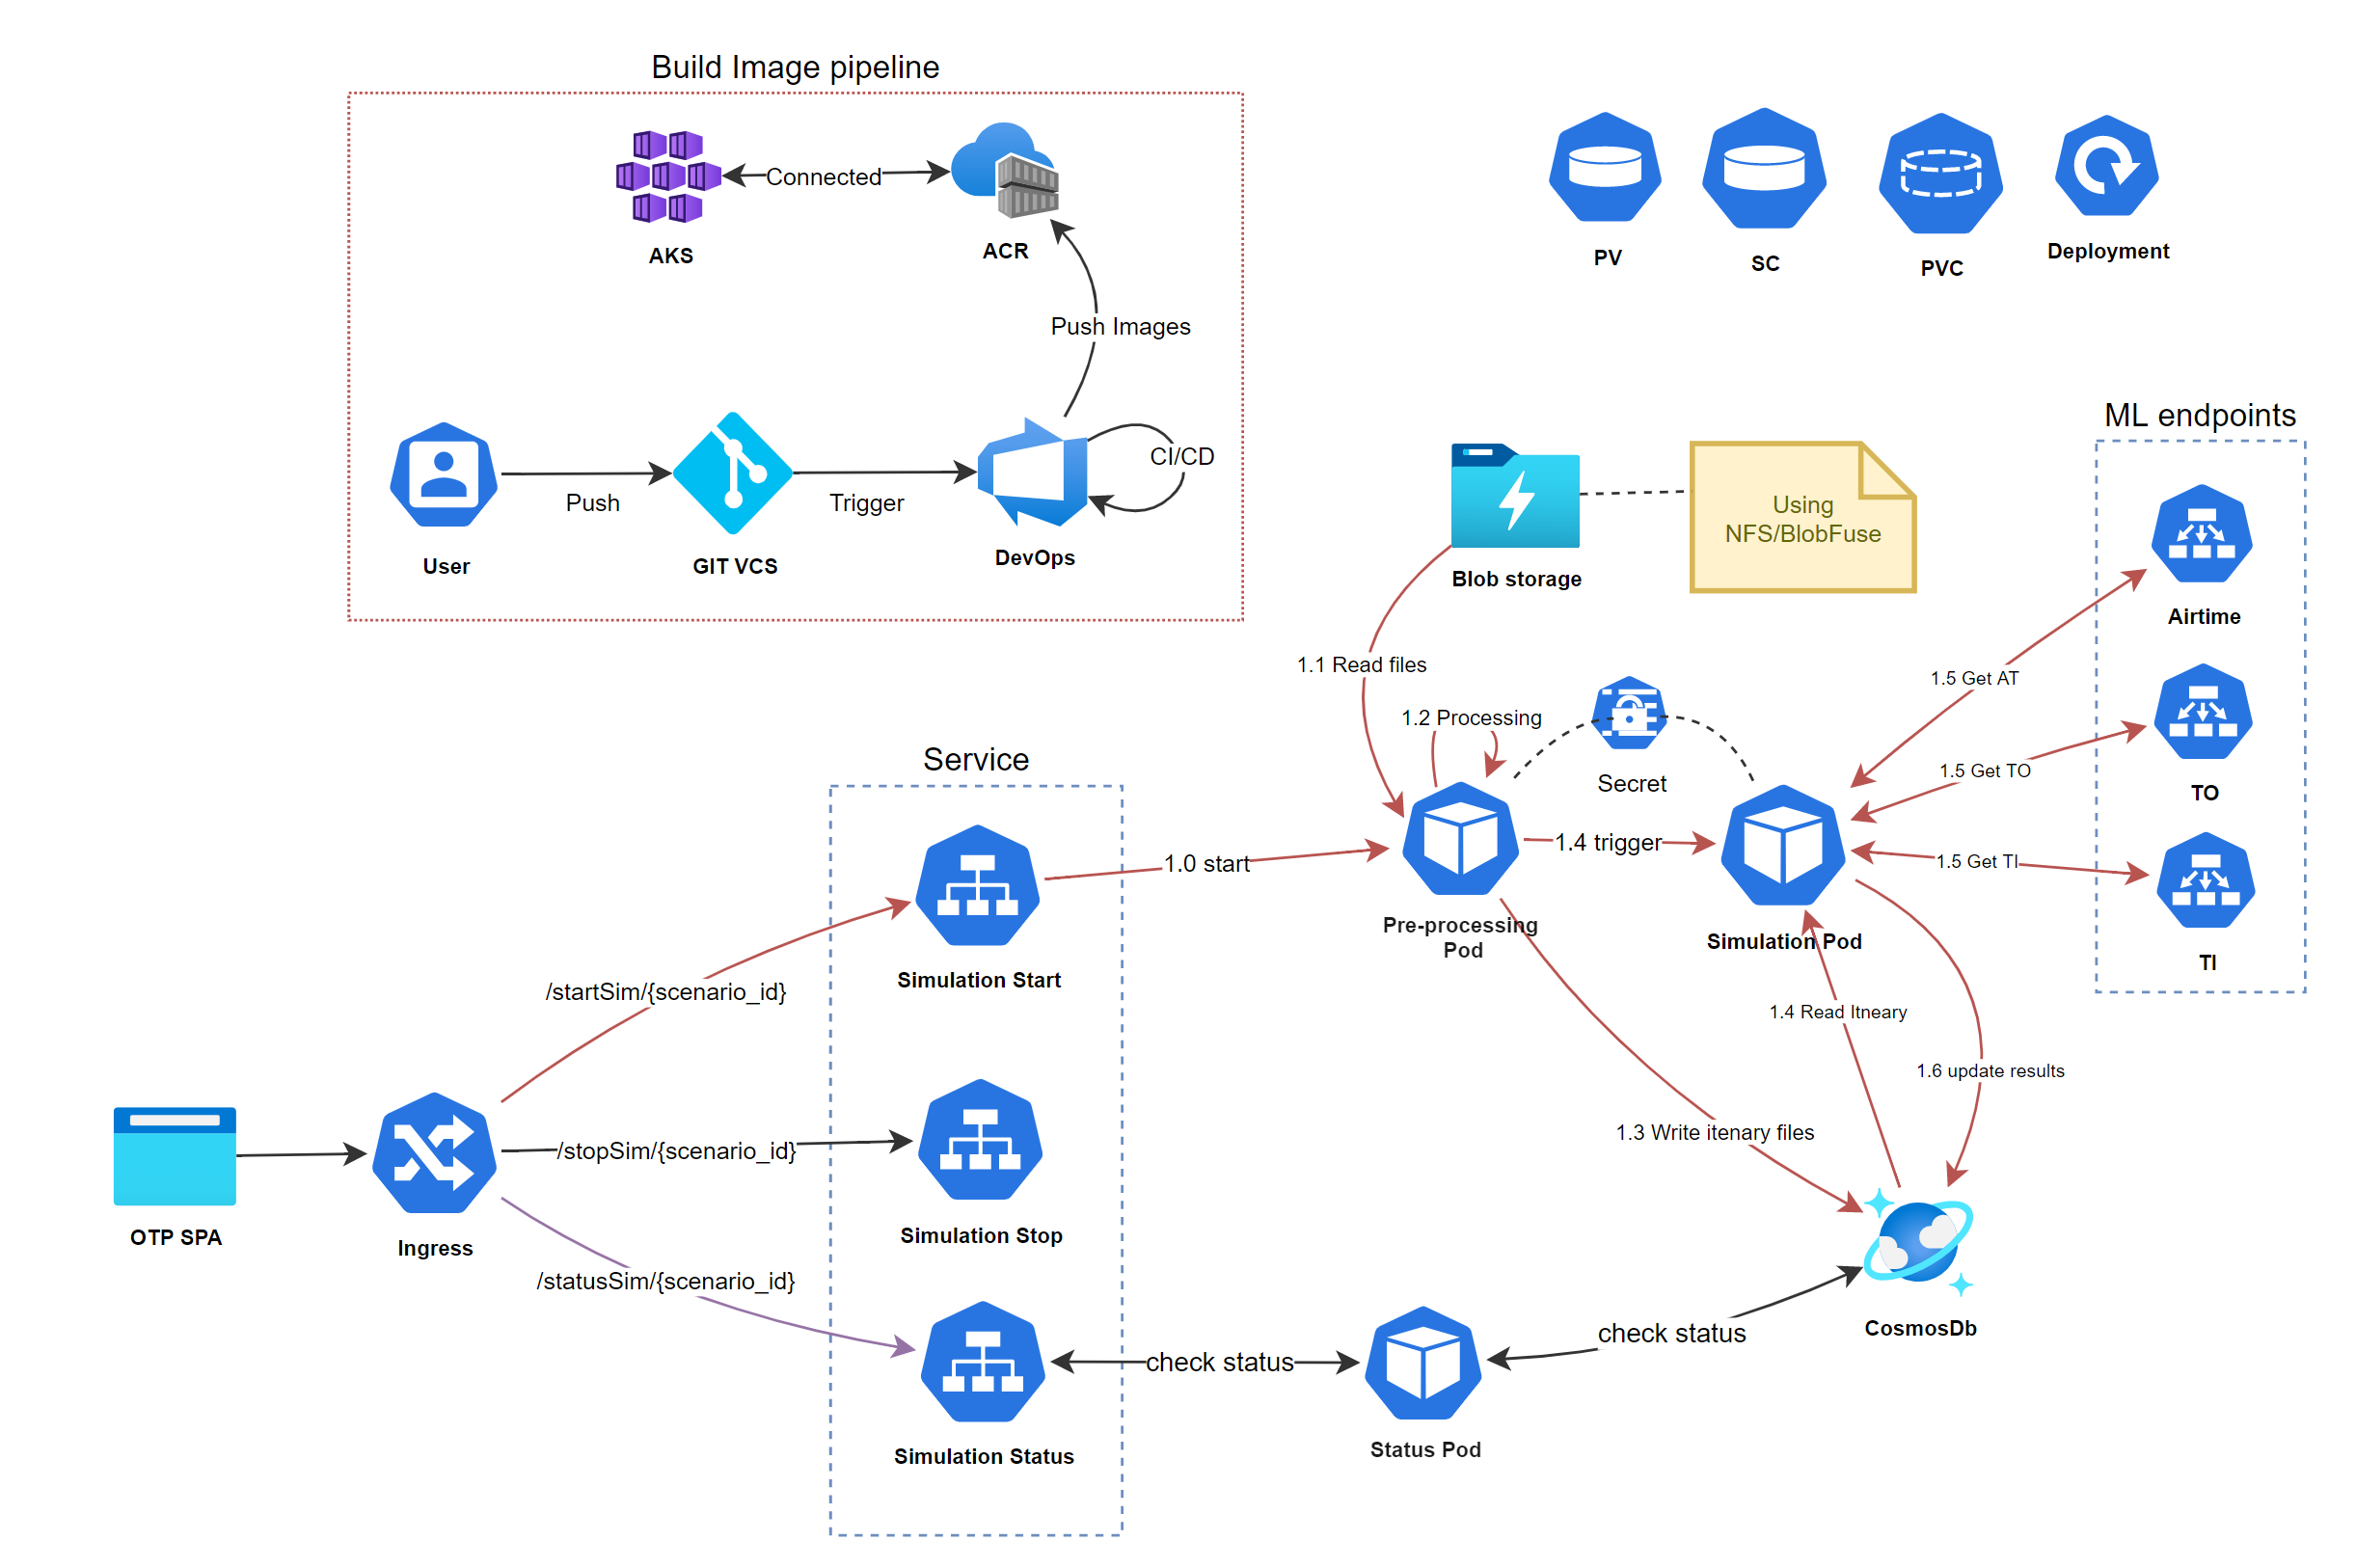 Build Image pipeline
Connected
AKS
ACR
PV
SC
PVC
Deployment
Push Images
ML endpoints
CI/CD
Push
Trigger
User
GIT VCS
DevOps
Using
NFS/BlobFuse
Blob storage
Airtime
1.1 Read files
1.5 Get AT
1.2 Processing
Secret
1.5 Get TO
TO
Service
1.0 start
1.4 trigger
1.5 Get TI
Pre-processing
Pod
Simulation Pod
TI
Simulation Start
/startSim/{scenario_id}
1.4 Read Itneary
1.6 update results
1.3 Write itenary files
/stopSim/{scenario_id}
OTP SPA
Ingress
Simulation Stop
/statusSim/{scenario_id}
CosmosDb
check status
check status
Status Pod
Simulation Status